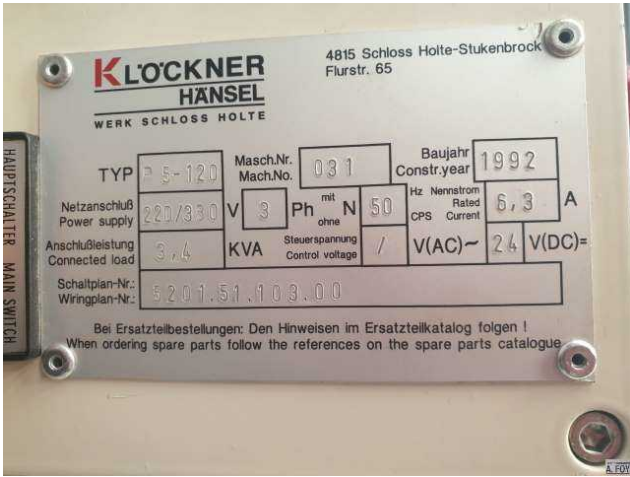 KLÖCKNER
HÄNSEL
WERK SCHLOSS HOLTE
4815 Schloss Holte-Stukenbrock
Flurstr. 65
TYP P 5-120 Masch.Nr. Mach.No. 031 Baujahr Constr.year 1992
Netzanschluß Power supply 220/380 V 3 Ph mit ohne N 50 Hz CPS Nennstrom Rated Current 6,3 A
Anschlußleistung Connected load 3,4 KVA Steuerspannung Control voltage / V(AC)~ 24 V(DC)=
Schaltplan-Nr.: Wiringplan-Nr.: 5201.51.103.00
Bei Ersatzteilbestellungen: Den Hinweisen im Ersatzteilkatalog folgen !
When ordering spare parts follow the references on the spare parts catalogue
HAUPTSCHALTER MAIN SWITCH
A. FOY